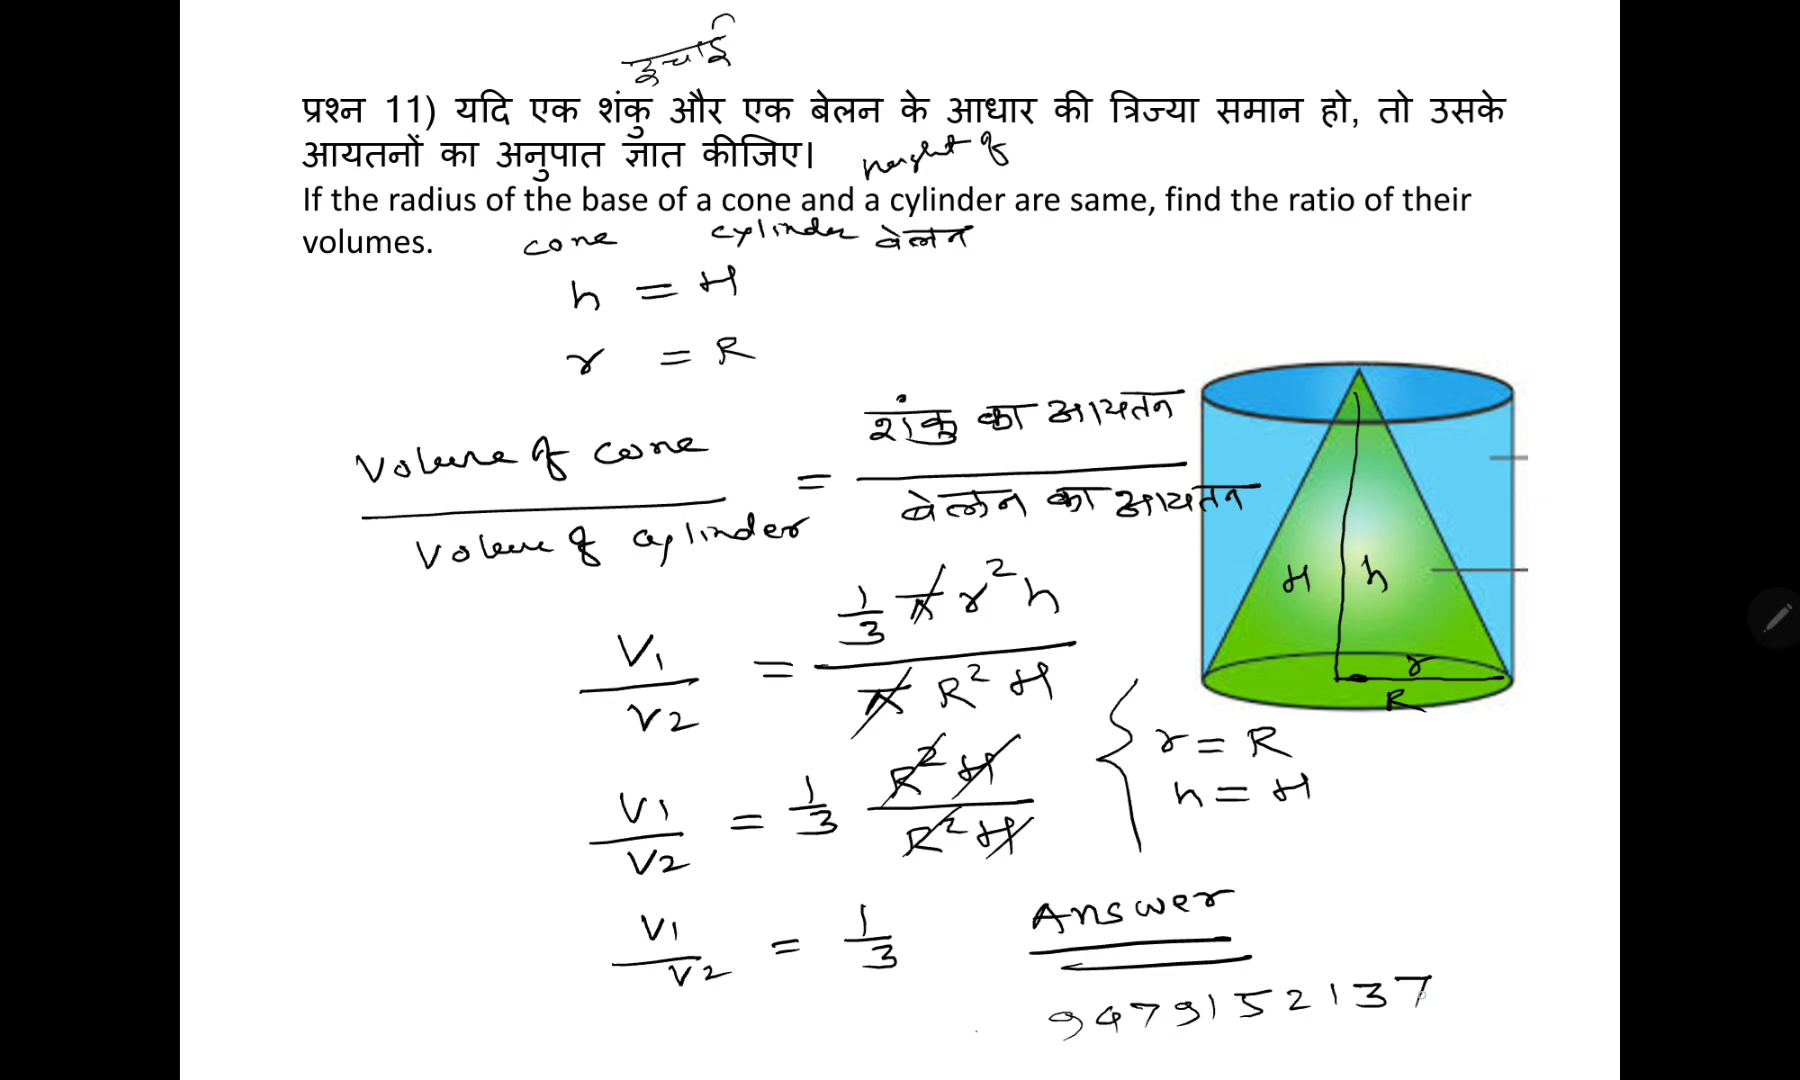 इचाई
प्रश्न 11) यदि एक शंकु और एक बेलन के आधार की त्रिज्या समान हो, तो उसके
आयतनों का अनुपात ज्ञात कीजिए।
height of
If the radius of the base of a cone and a cylinder are same, find the ratio of their
volumes.
cone cylinder बेलन
h = H
r = R
Volume of cone / Volume of cylinder = शंकु का आयतन / बेलन का आयतन
V1 / V2 = 1/3 π r² h / π R² H
V1 / V2 = 1/3 R² H / R² H
r = R
h = H
V1 / V2 = 1/3
Answer
9479152137
H h
r
R